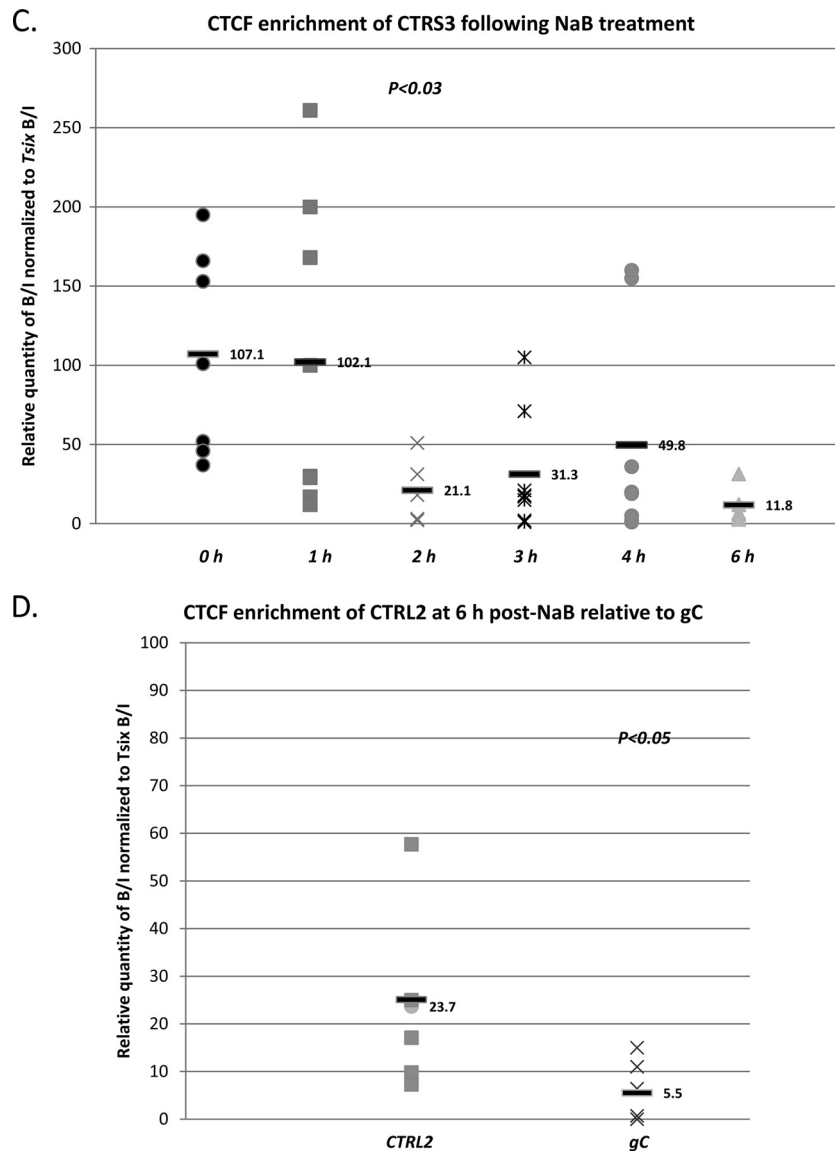 C.
CTCF enrichment of CTRS3 following NaB treatment
Relative quantity of B/I normalized to Tsix B/I
300
250
200
150
100
50
0
P<0.03
107.1
102.1
21.1
31.3
49.8
11.8
0 h 1 h 2 h 3 h 4 h 6 h
D.
CTCF enrichment of CTRL2 at 6 h post-NaB relative to gC
Relative quantity of B/I normalized to Tsix B/I
100
90
80
70
60
50
40
30
20
10
0
P<0.05
23.7
5.5
CTRL2 gC